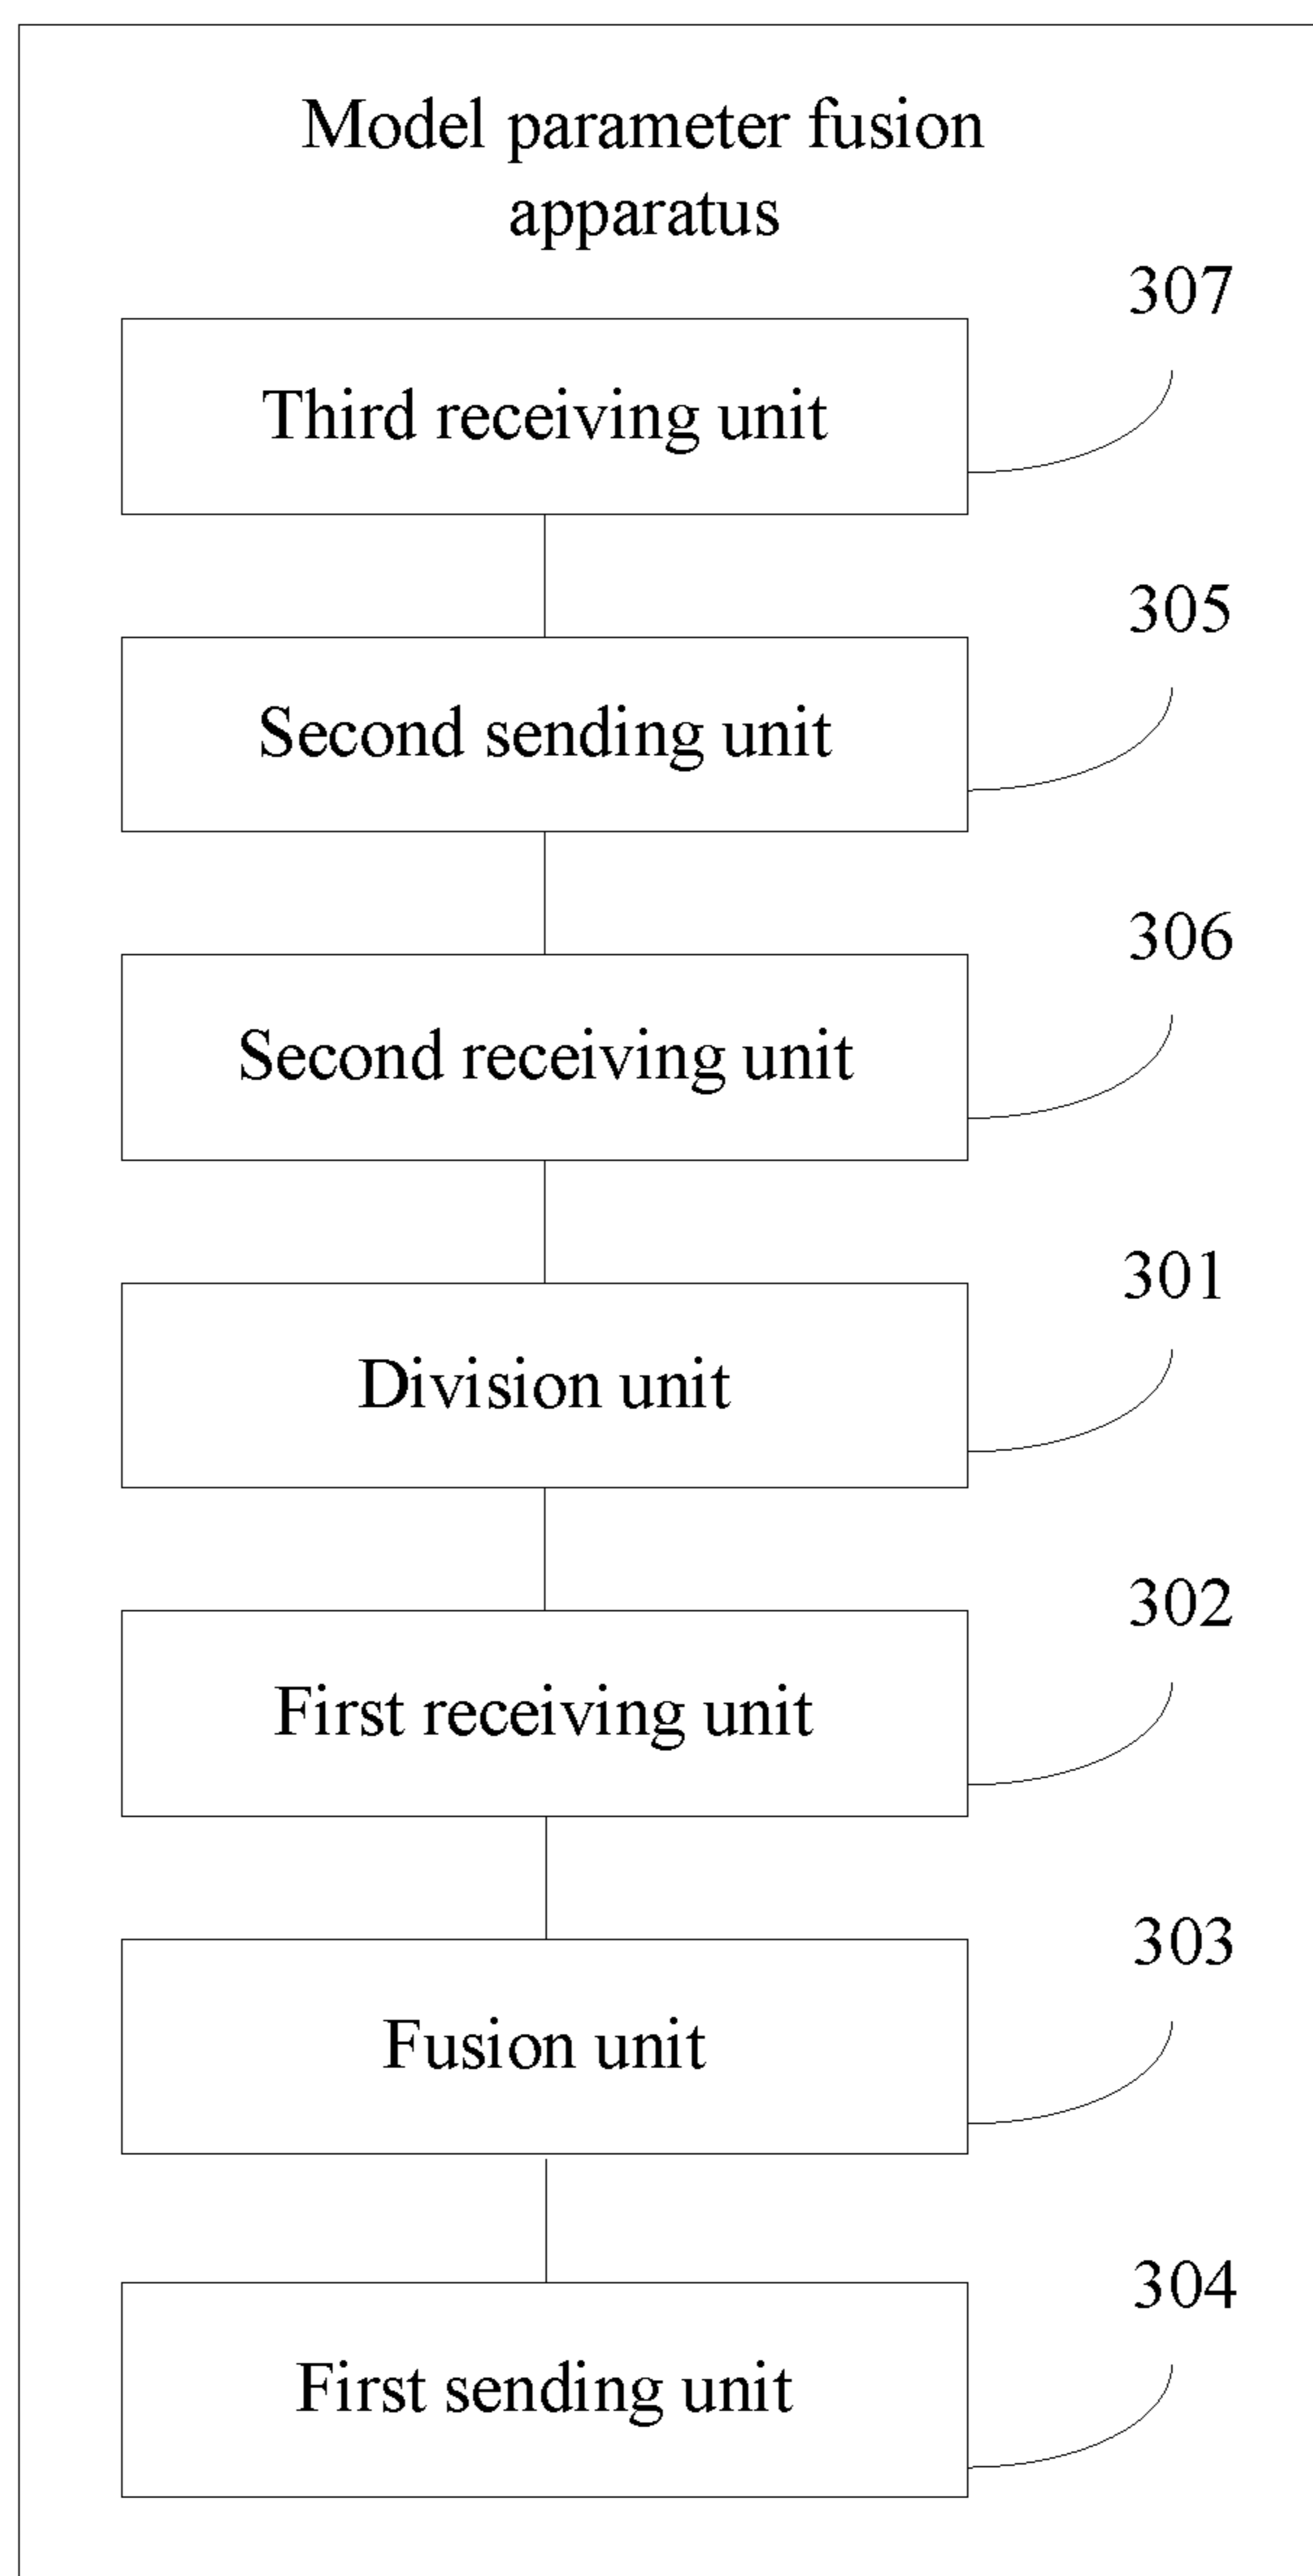 Model parameter fusion
apparatus
307
Third receiving unit
305
Second sending unit
306
Second receiving unit
301
Division unit
302
First receiving unit
303
Fusion unit
304
First sending unit